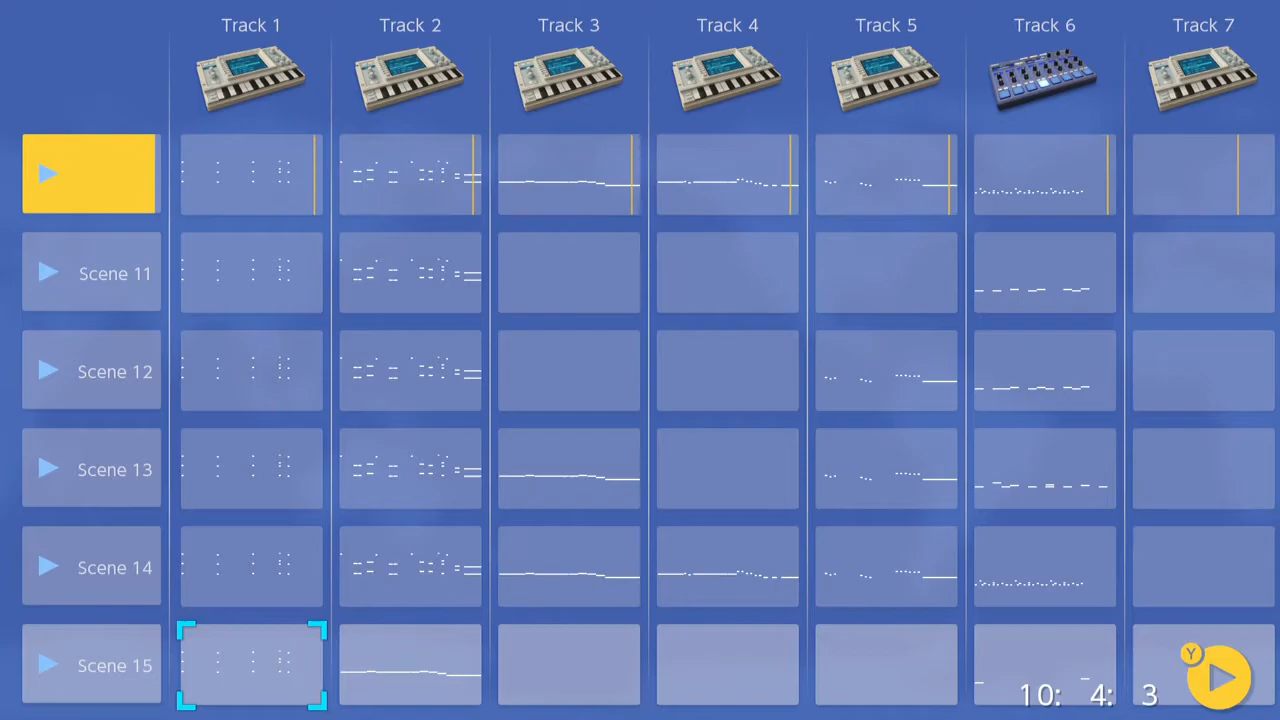 Track 1 Track 2 Track 3 Track 4 Track 5 Track 6 Track 7
Scene 11
Scene 12
Scene 13
Scene 14
Scene 15
Y
10: 4: 3